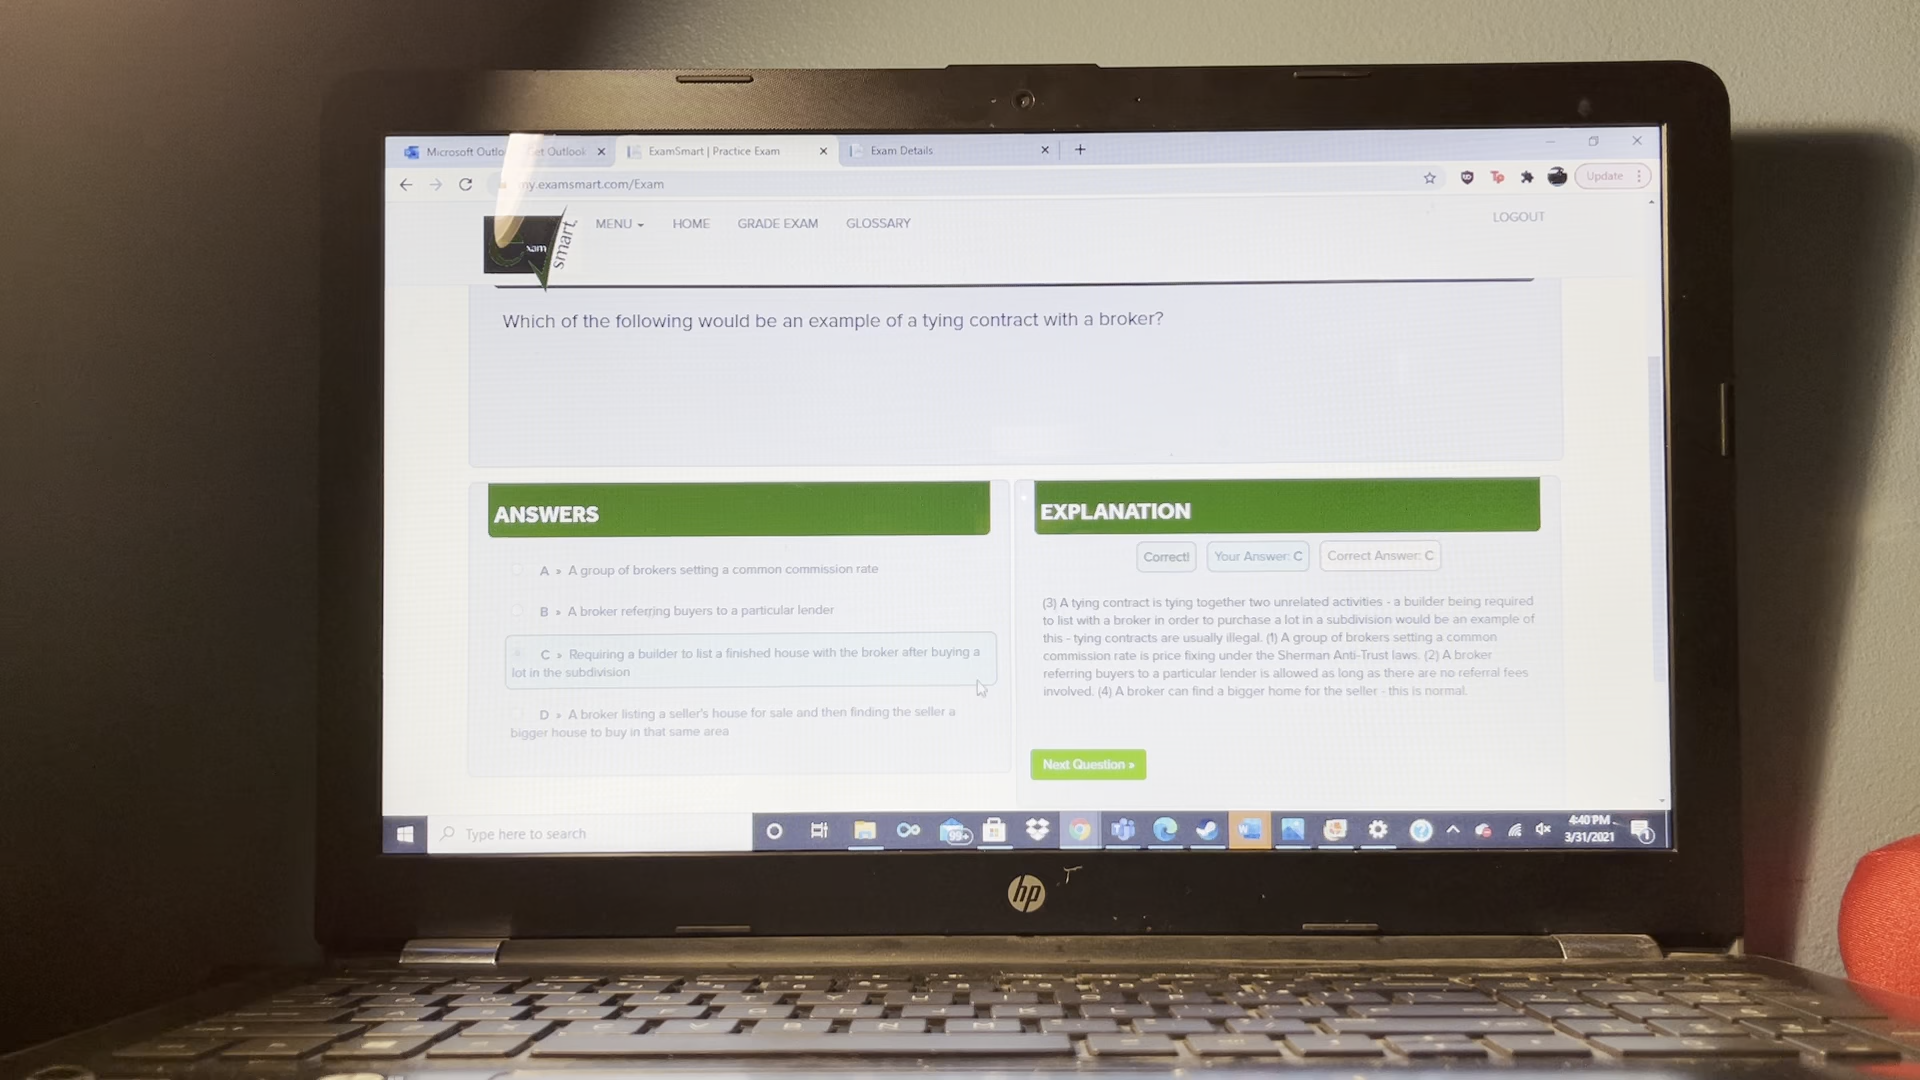 Microsoft Outlo et Outlook
ExamSmart | Practice Exam
Exam Details
my.examsmart.com/Exam
Update
xam
smart
MENU
HOME
GRADE EXAM
GLOSSARY
LOGOUT
Which of the following would be an example of a tying contract with a broker?
ANSWERS
A » A group of brokers setting a common commission rate
B » A broker referring buyers to a particular lender
C » Requiring a builder to list a finished house with the broker after buying a
lot in the subdivision
D » A broker listing a seller's house for sale and then finding the seller a
bigger house to buy in that same area
EXPLANATION
Correct!
Your Answer: C
Correct Answer: C
(3) A tying contract is tying together two unrelated activities - a builder being required
to list with a broker in order to purchase a lot in a subdivision would be an example of
this - tying contracts are usually illegal. (1) A group of brokers setting a common
commission rate is price fixing under the Sherman Anti-Trust laws. (2) A broker
referring buyers to a particular lender is allowed as long as there are no referral fees
involved. (4) A broker can find a bigger home for the seller - this is normal.
Next Question »
Type here to search
99+
4:40 PM
3/31/2021
hp